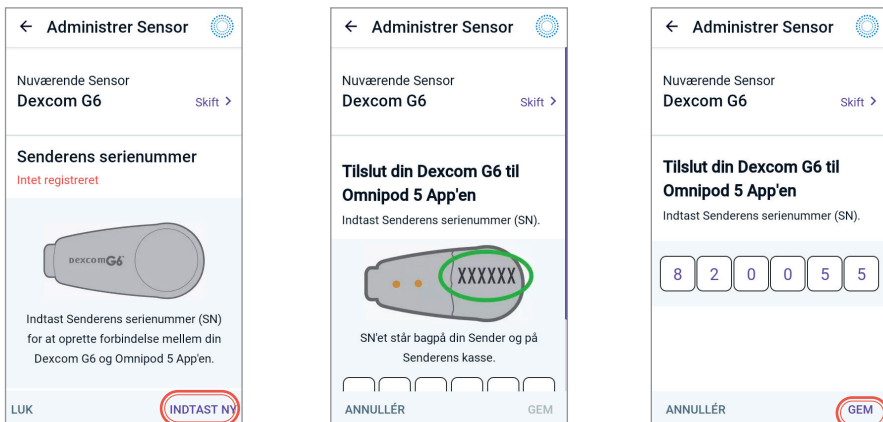 ← Administrer Sensor
Nuværende Sensor
Dexcom G6
Skift >
Senderens serienummer
Intet registreret
Dexcom G6
Indtast Senderens serienummer (SN)
for at oprette forbindelse mellem din
Dexcom G6 og Omnipod 5 App'en.
LUK
INDTAST NY
← Administrer Sensor
Nuværende Sensor
Dexcom G6
Skift >
Tilslut din Dexcom G6 til
Omnipod 5 App'en
Indtast Senderens serienummer (SN).
XXXXXX
SN'et står bagpå din Sender og på
Senderens kasse.
ANNULLÉR
GEM
← Administrer Sensor
Nuværende Sensor
Dexcom G6
Skift >
Tilslut din Dexcom G6 til
Omnipod 5 App'en
Indtast Senderens serienummer (SN).
8 2 0 0 5 5
ANNULLÉR
GEM